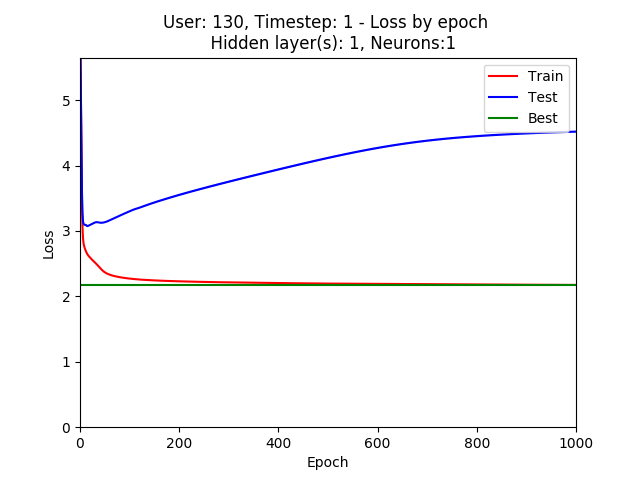 User: 130, Timestep: 1 - Loss by epoch
Hidden layer(s): 1, Neurons:1
Train
Test
Best
5
4
3
2
1
0
Loss
0 200 400 600 800 1000
Epoch